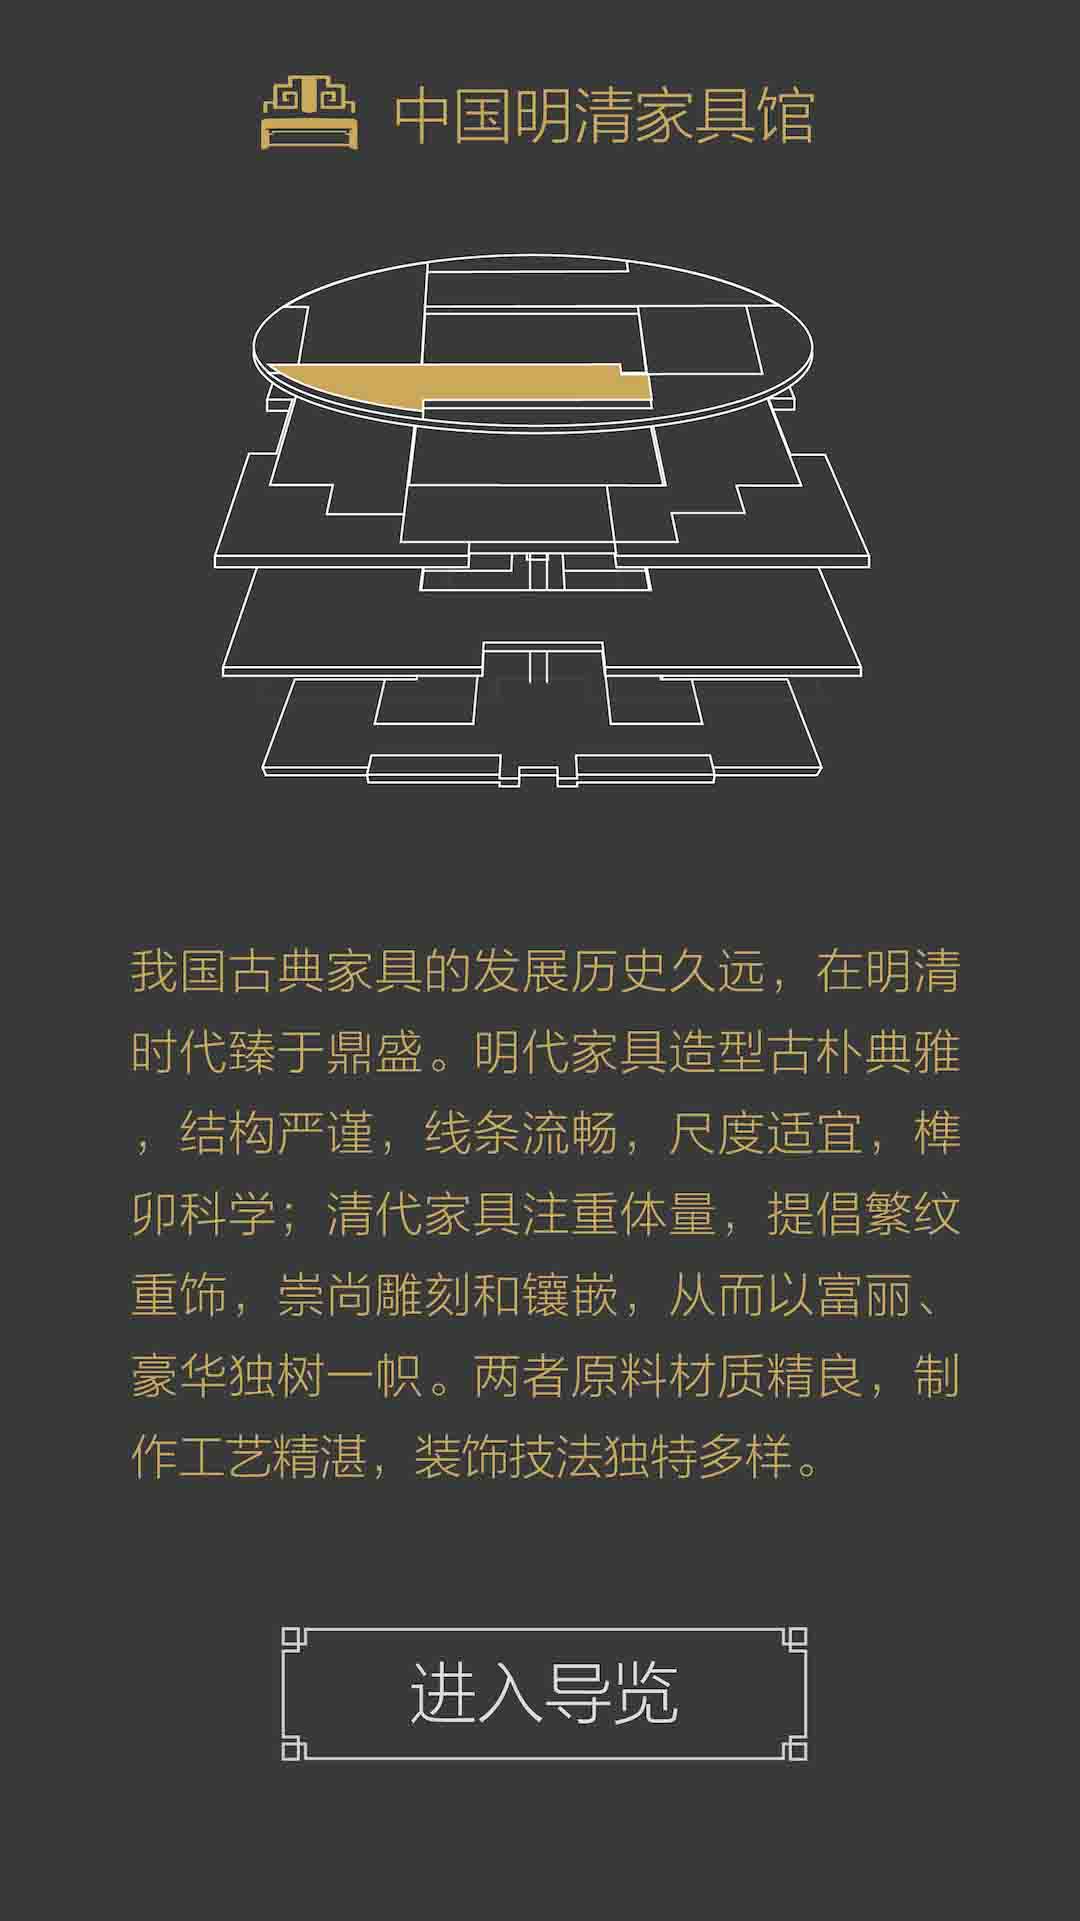 中国明清家具馆
我国古典家具的发展历史久远，在明清
时代臻于鼎盛。明代家具造型古朴典雅
，结构严谨，线条流畅，尺度适宜，榫
卯科学；清代家具注重体量，提倡繁纹
重饰，崇尚雕刻和镶嵌，从而以富丽、
豪华独树一帜。两者原料材质精良，制
作工艺精湛，装饰技法独特多样。
进入导览